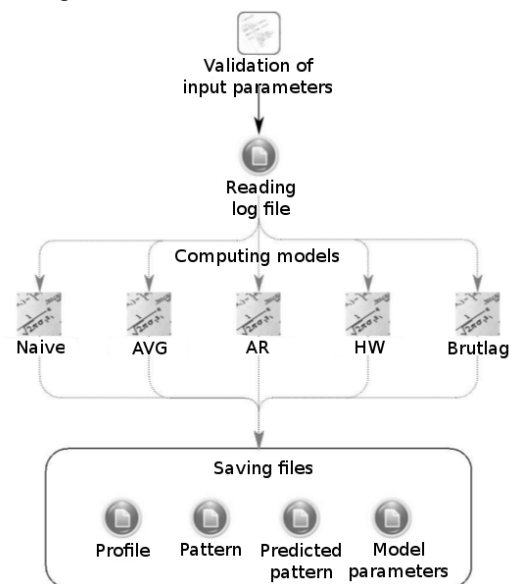 Validation of
input parameters
Reading
log file
Computing models
Naive AVG AR HW Brutlag
Saving files
Profile Pattern Predicted
pattern Model
parameters